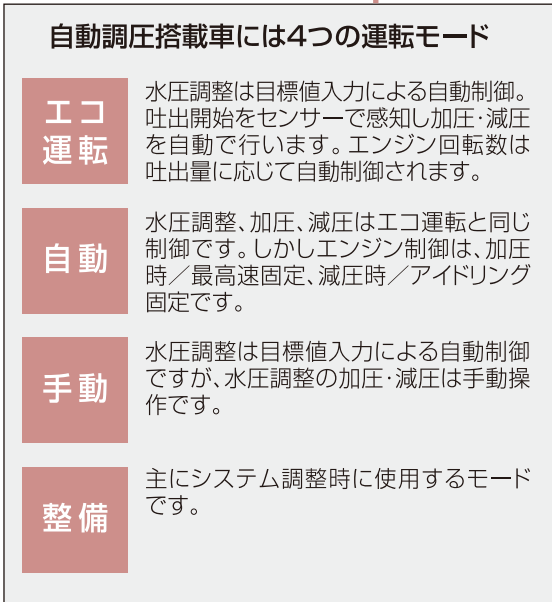 自動調圧搭載車には4つの運転モード
エコ
運転
水圧調整は目標値入力による自動制御。
吐出開始をセンサーで感知し加圧・減圧
を自動で行います。エンジン回転数は
吐出量に応じて自動制御されます。
自動
水圧調整、加圧、減圧はエコ運転と同じ
制御です。しかしエンジン制御は、加圧
時／最高速固定、減圧時／アイドリング
固定です。
手動
水圧調整は目標値入力による自動制御
ですが、水圧調整の加圧・減圧は手動操
作です。
整備
主にシステム調整時に使用するモード
です。